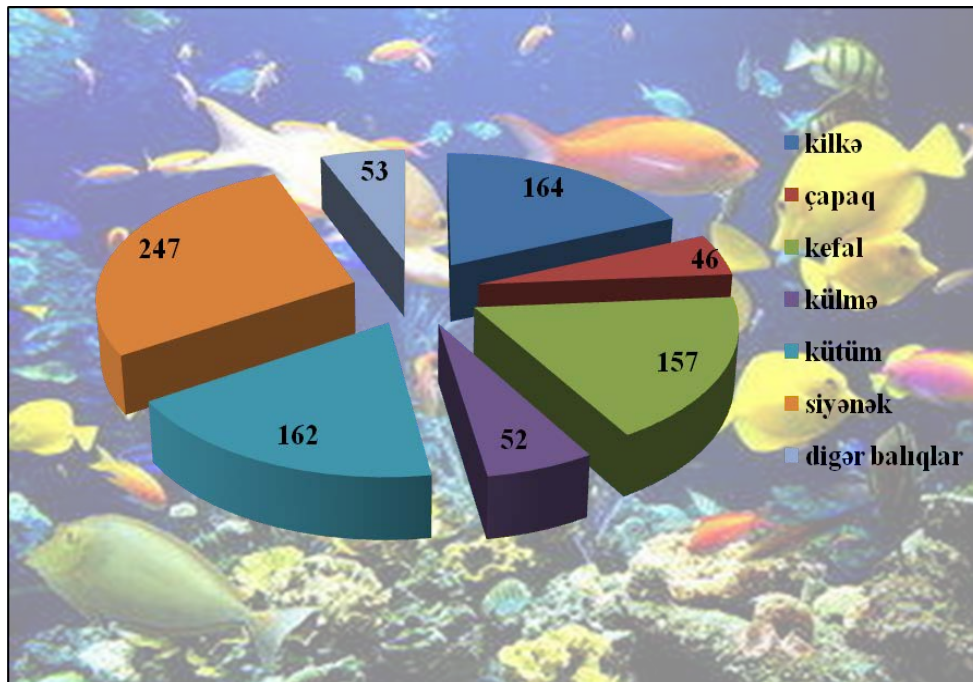 53
164
247
46
157
162
52
kilkə
çapaq
kefal
külmə
kütüm
siyənək
digər balıqlar